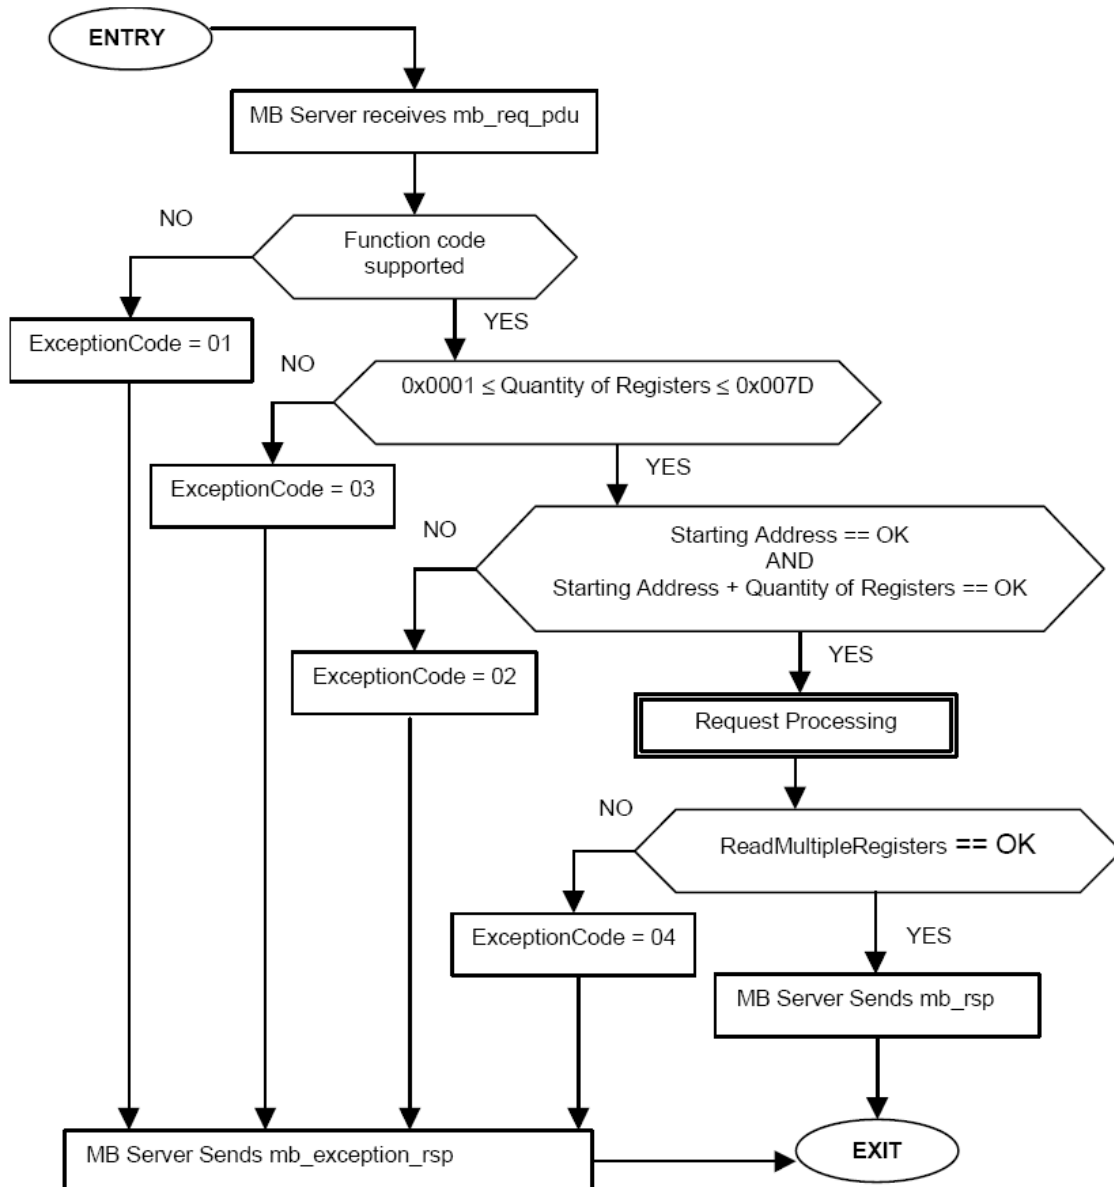 ENTRY
MB Server receives mb_req_pdu
NO
Function code
supported
YES
ExceptionCode = 01
NO
0x0001 ≤ Quantity of Registers ≤ 0x007D
YES
ExceptionCode = 03
NO
Starting Address == OK
AND
Starting Address + Quantity of Registers == OK
YES
ExceptionCode = 02
Request Processing
NO
ReadMultipleRegisters == OK
ExceptionCode = 04
YES
MB Server Sends mb_rsp
MB Server Sends mb_exception_rsp
EXIT